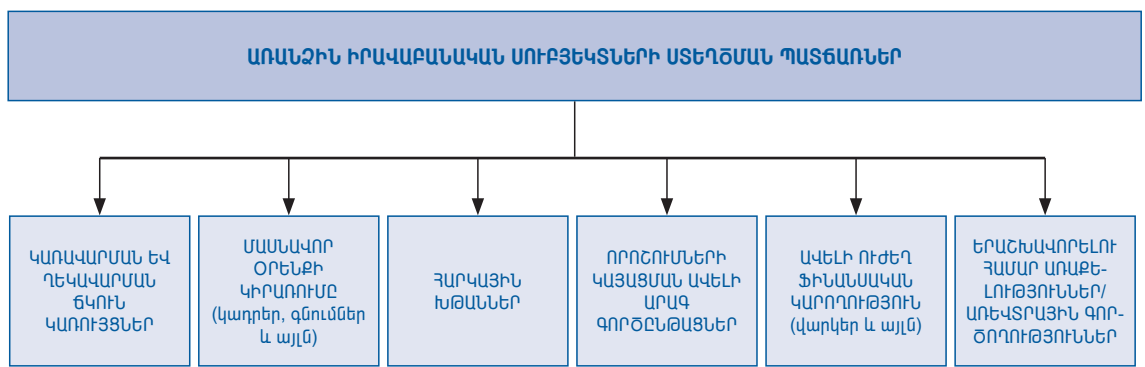 ԱՌԱՆՁԻՆ ԻՐԱՎԱԲԱՆԱԿԱՆ ՍՈՒԲՅԵԿՏՆԵՐԻ ՍՏԵՂԾՄԱՆ ՊԱՏՃԱՌՆԵՐ
ԿԱՌԱՎԱՐՄԱՆ ԵՎ
ՂԵԿԱՎԱՐՄԱՆ
ՃԿՈՒՆ
ԿԱՌՈՒՅՑՆԵՐ
ՄԱՍՆԱՎՈՐ
ՕՐԵՆՔԻ
ԿԻՐԱՌՈՒՄԸ
(կադրեր, գնումներ
և այլն)
ՀԱՐԿԱՅԻՆ
ԽԹԱՆՆԵՐ
ՈՐՈՇՈՒՄՆԵՐԻ
ԿԱՅԱՑՄԱՆ ԱՎԵԼԻ
ԱՐԱԳ
ԳՈՐԾԸՆԹԱՑՆԵՐ
ԱՎԵԼԻ ՈՒԺԵՂ
ՖԻՆԱՆՍԱԿԱՆ
ԿԱՐՈՂՈՒԹՅՈՒՆ
(վարկեր և այլն)
ԵՐԱՇԽԱՎՈՐԵԼՈՒ
ՀԱՄԱՐ ԱՌԱՔԵ-
ԼՈՒԹՅՈՒՆՆԵՐ/
ԱՌԵՎՏՐԱՅԻՆ ԳՈՐ-
ԾՈՂՈՒԹՅՈՒՆՆԵՐ